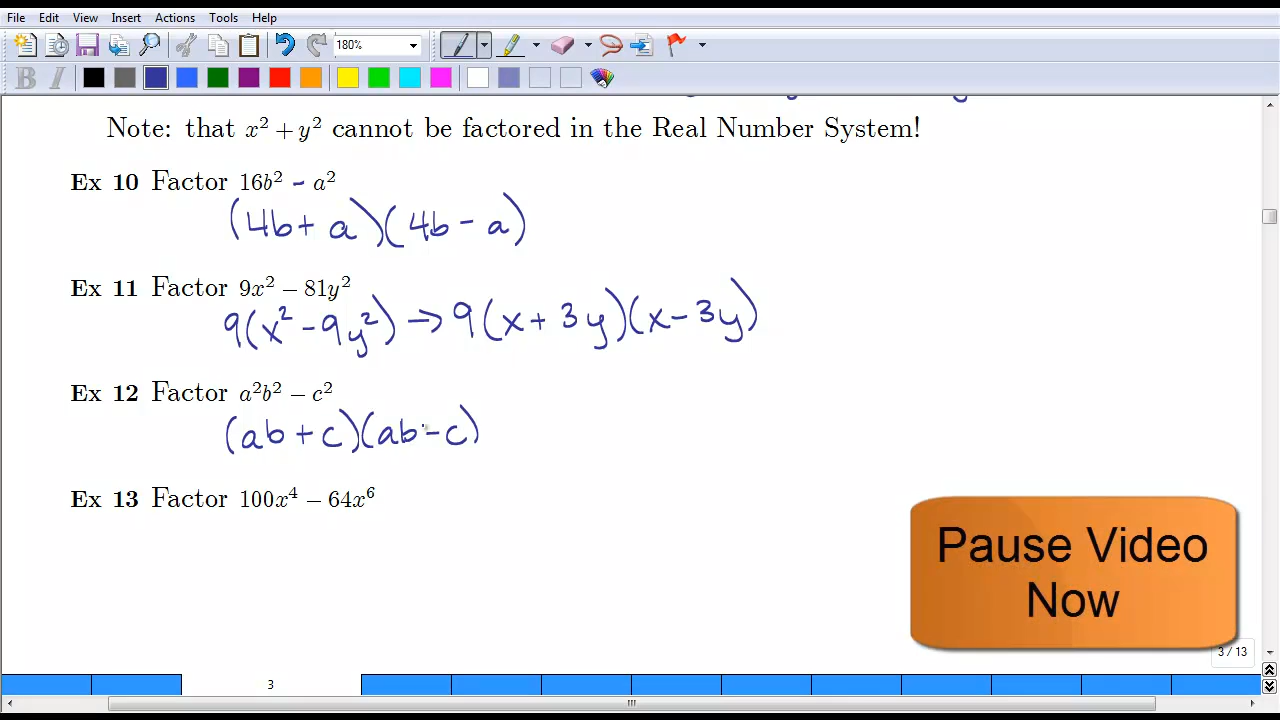 File Edit View Insert Actions Tools Help
180%
B I
Note: that x² + y² cannot be factored in the Real Number System!
Ex 10 Factor 16b² - a²
(4b + a)(4b - a)
Ex 11 Factor 9x² − 81y²
9(x² - 9y²) → 9(x + 3y)(x - 3y)
Ex 12 Factor a²b² − c²
(ab + c)(ab - c)
Ex 13 Factor 100x⁴ − 64x⁶
Pause Video
Now
3 / 13
3